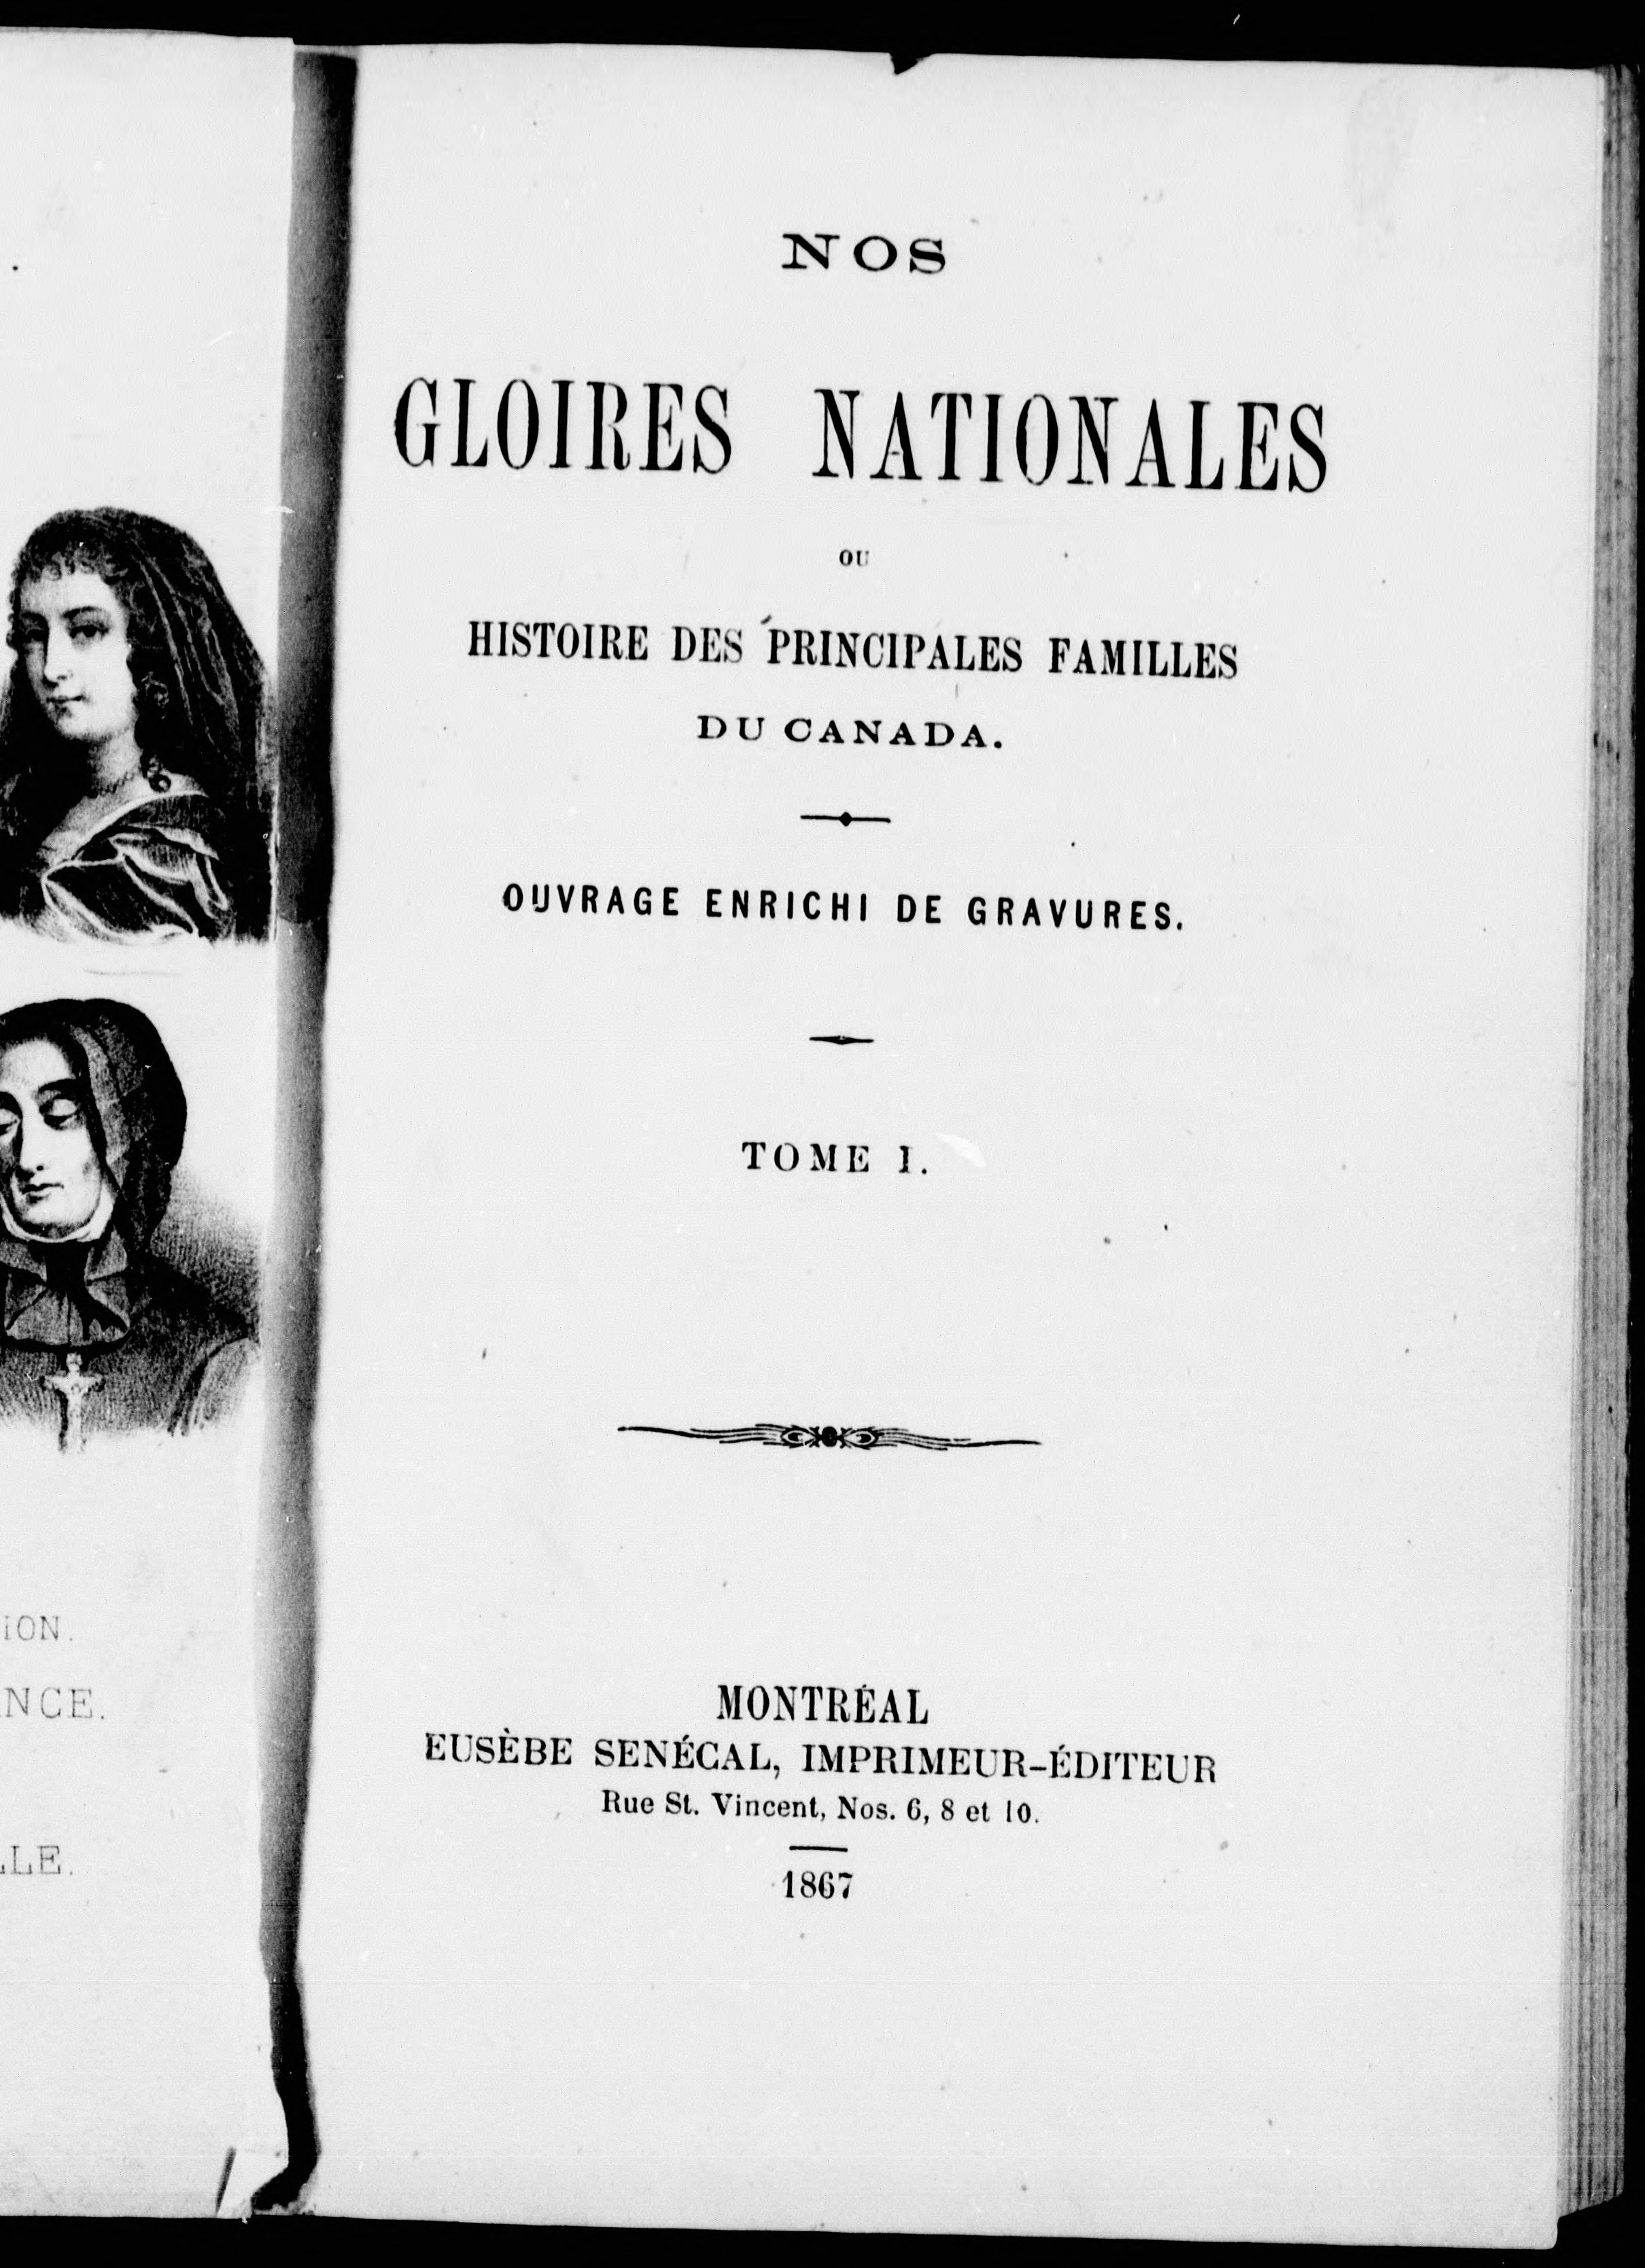 NOS
GLOIRES NATIONALES
OU
HISTOIRE DES PRINCIPALES FAMILLES
DU CANADA.
OUVRAGE ENRICHI DE GRAVURES.
TOME I.
MONTRÉAL
EUSÈBE SENÉCAL, IMPRIMEUR-ÉDITEUR
Rue St. Vincent, Nos. 6, 8 et 10.
1867